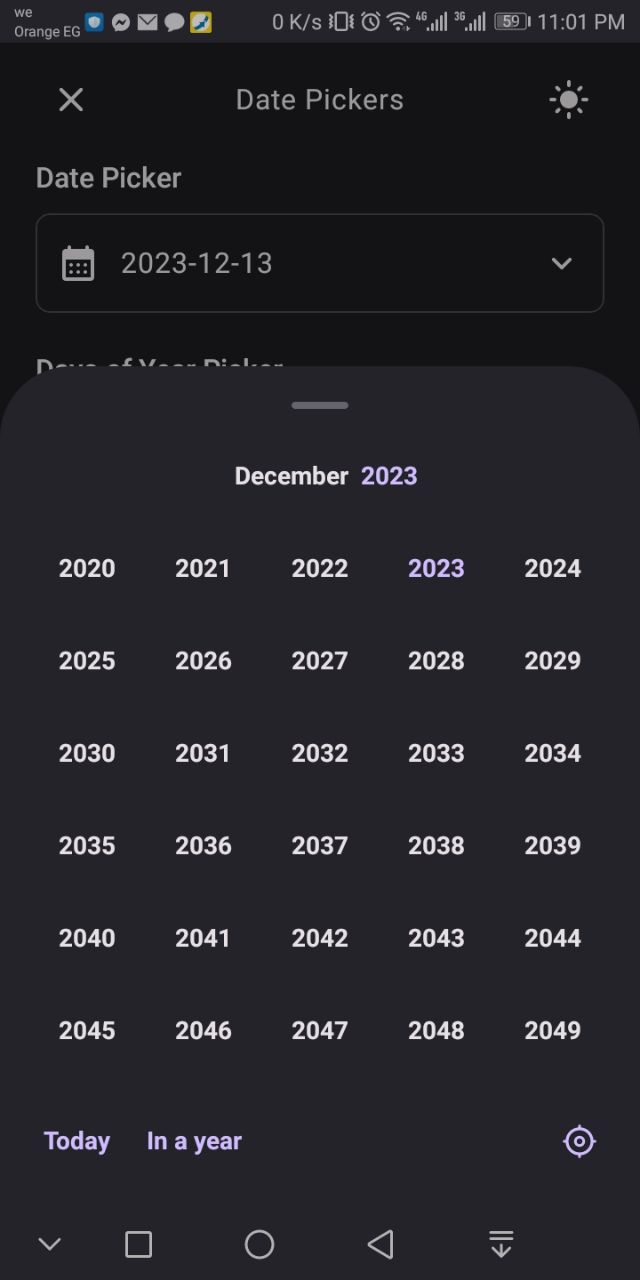 we
Orange EG
0 K/s 4G 3G 59 11:01 PM
Date Pickers
Date Picker
2023-12-13
Days of Year Picker
December 2023
2020 2021 2022 2023 2024
2025 2026 2027 2028 2029
2030 2031 2032 2033 2034
2035 2036 2037 2038 2039
2040 2041 2042 2043 2044
2045 2046 2047 2048 2049
Today In a year